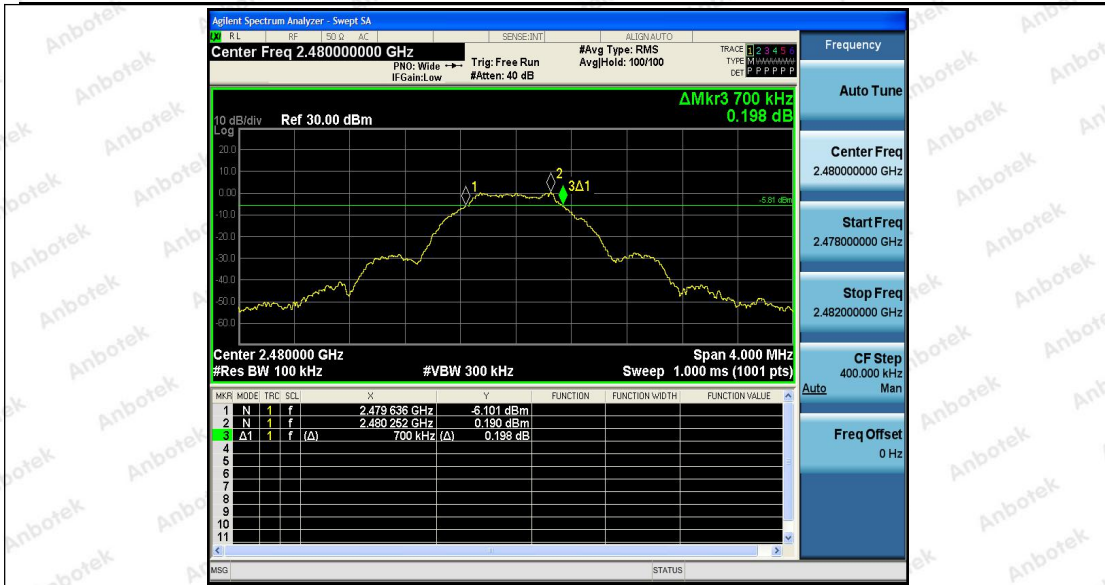 Agilent Spectrum Analyzer - Swept SA
RL RF 50 Ω AC SENSE:INT ALIGNAUTO
Center Freq 2.480000000 GHz
PNO: Wide
IFGain:Low
Trig: Free Run
#Atten: 40 dB
#Avg Type: RMS
Avg|Hold: 100/100
TRACE 1 2 3 4 5 6
TYPE M
DET P P P P P P
ΔMkr3 700 kHz
0.198 dB
10 dB/div Ref 30.00 dBm
Log
20.0
10.0
0.00
-10.0
-20.0
-30.0
-40.0
-50.0
-60.0
1
2
3Δ1
-5.81 dBm
Center 2.480000 GHz
Span 4.000 MHz
#Res BW 100 kHz
#VBW 300 kHz
Sweep 1.000 ms (1001 pts)
MKR MODE TRC SCL X Y FUNCTION FUNCTION WIDTH FUNCTION VALUE
1 N 1 f 2.479 636 GHz -6.101 dBm
2 N 1 f 2.480 252 GHz 0.190 dBm
3 Δ1 1 f (Δ) 700 kHz (Δ) 0.198 dB
4
5
6
7
8
9
10
11
MSG
STATUS
Frequency
Auto Tune
Center Freq
2.480000000 GHz
Start Freq
2.478000000 GHz
Stop Freq
2.482000000 GHz
CF Step
400.000 kHz
Auto Man
Freq Offset
0 Hz
Anbotek